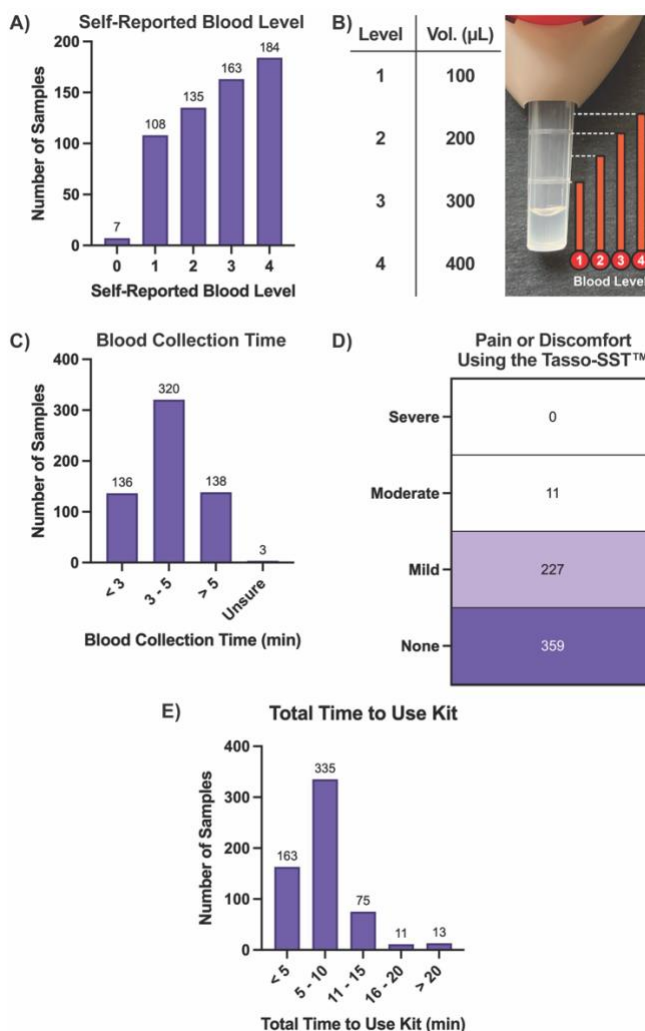 A)
Self-Reported Blood Level
Number of Samples
200
150
100
50
0
7
108
135
163
184
0 1 2 3 4
Self-Reported Blood Level
B)
Level Vol. (µL)
1 100
2 200
3 300
4 400
1 2 3 4
Blood Level
C)
Blood Collection Time
Number of Samples
400
300
200
100
0
136
320
138
3
< 3
3 - 5
> 5
Unsure
Blood Collection Time (min)
D)
Pain or Discomfort
Using the Tasso-SST™
Severe 0
Moderate 11
Mild 227
None 359
E)
Total Time to Use Kit
Number of Samples
400
300
200
100
0
163
335
75
11
13
< 5
5 - 10
11 - 15
16 - 20
> 20
Total Time to Use Kit (min)